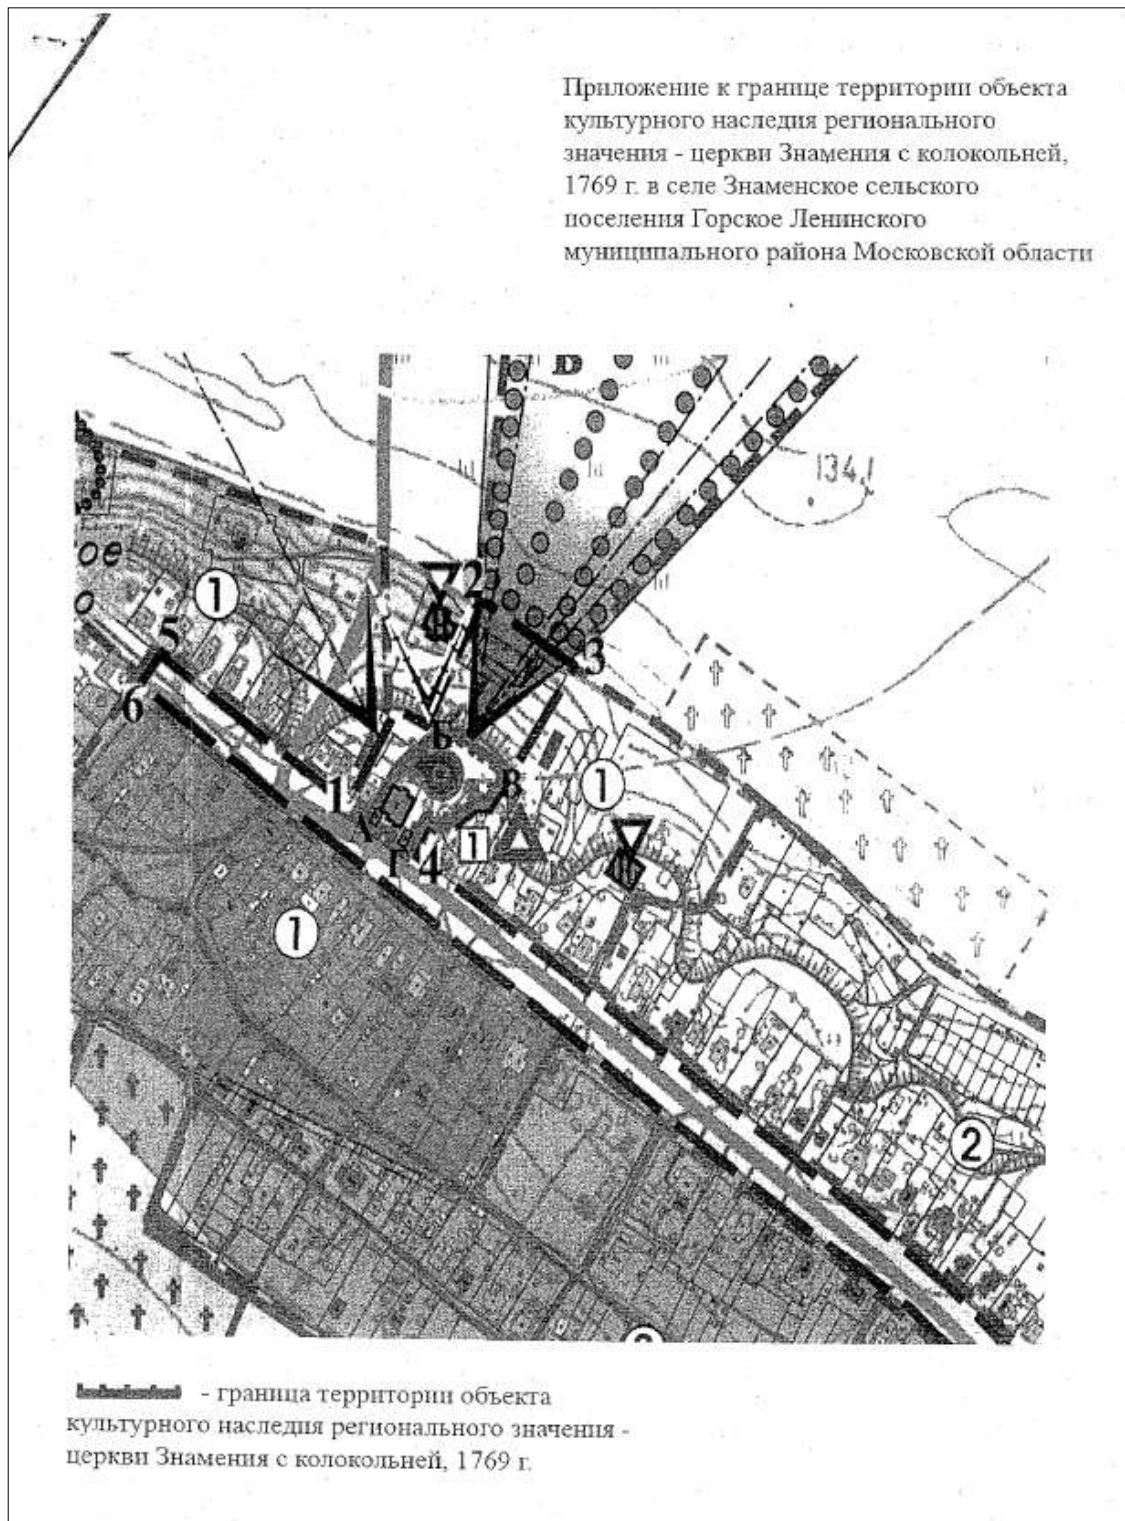 Приложение к границе территории объекта
культурного наследия регионального
значения - церкви Знамения с колокольней,
1769 г. в селе Знаменское сельского
поселения Горское Ленинского
муниципального района Московской области
В
134,1
ое
о
2
1
5
3
6
Б
1
В
1
А
1
Г
4
1
2
- граница территории объекта
культурного наследия регионального значения -
церкви Знамения с колокольней, 1769 г.